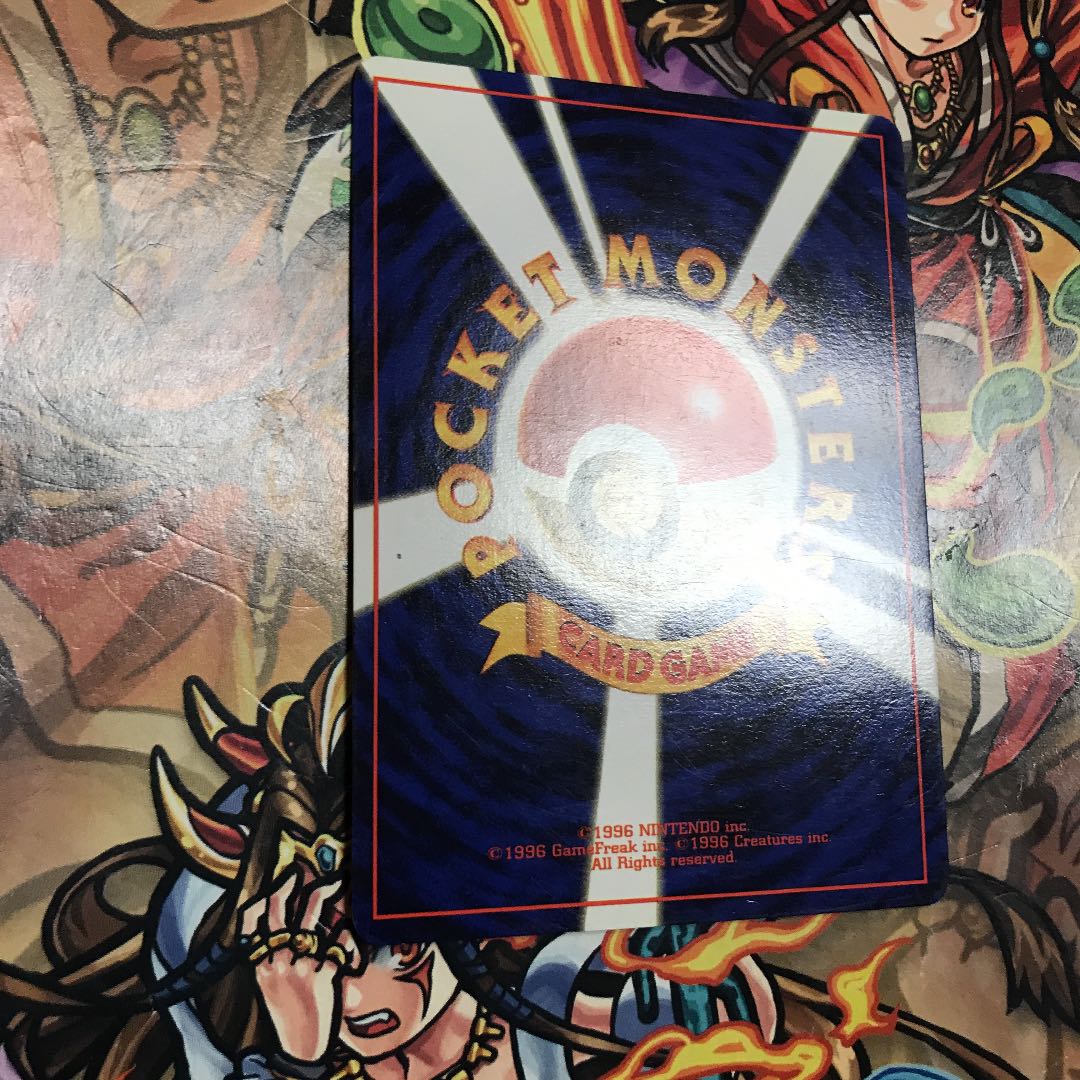 POCKET MONSTERS
CARD GAME
©1996 NINTENDO inc.
©1996 GameFreak inc. ©1996 Creatures inc.
All Rights reserved.